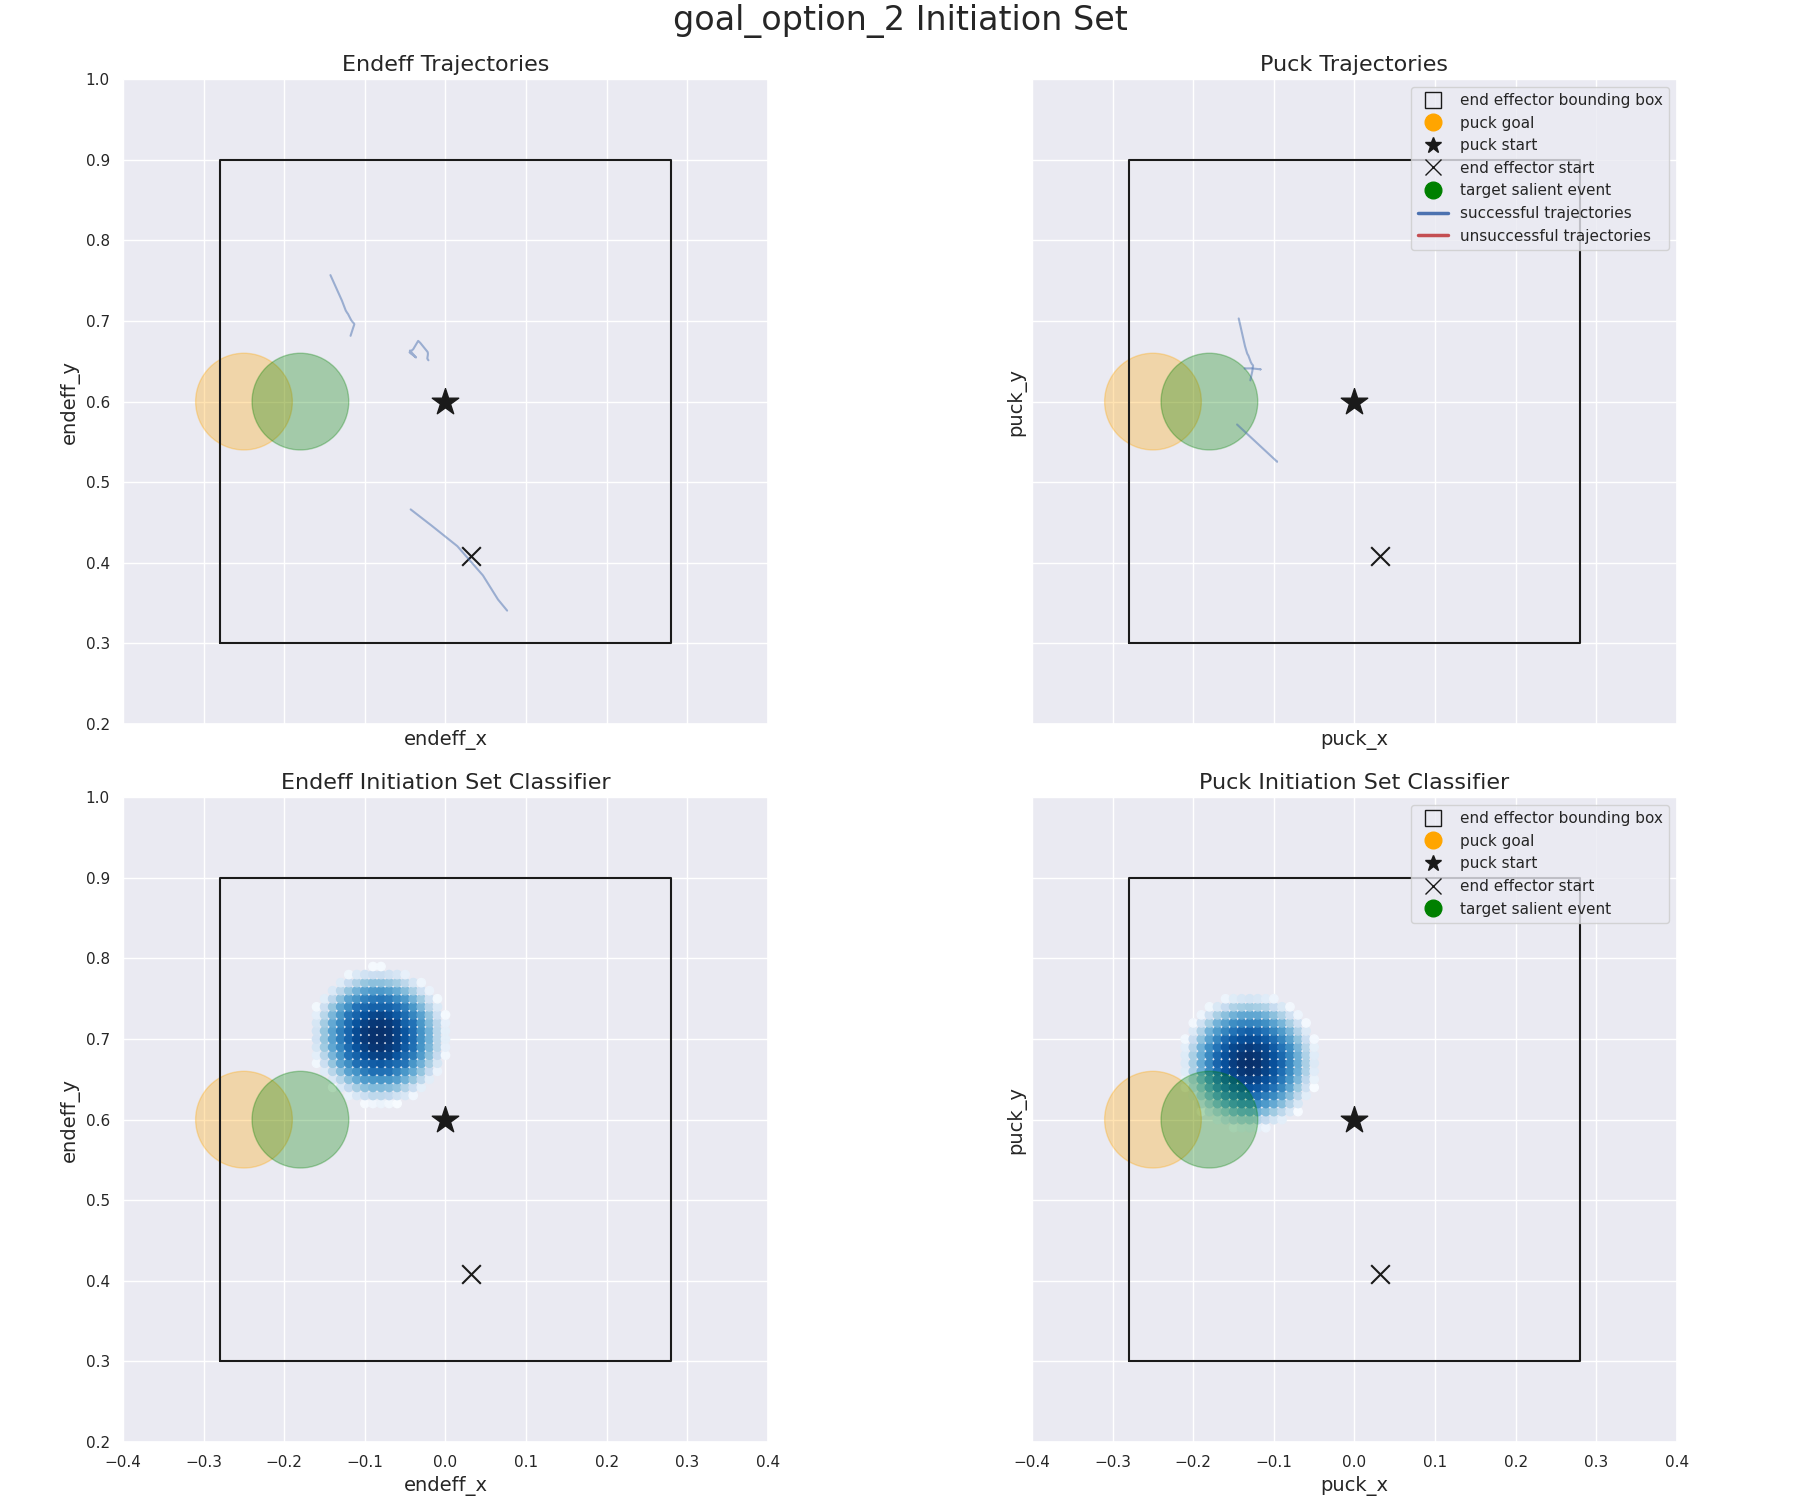 goal_option_2 Initiation Set
Endeff Trajectories
1.0
0.9
0.8
0.7
0.6
0.5
0.4
0.3
0.2
endeff_y
endeff_x
Puck Trajectories
end effector bounding box
puck goal
puck start
end effector start
target salient event
successful trajectories
unsuccessful trajectories
puck_y
puck_x
Endeff Initiation Set Classifier
1.0
0.9
0.8
0.7
0.6
0.5
0.4
0.3
0.2
endeff_y
−0.4 −0.3 −0.2 −0.1 0.0 0.1 0.2 0.3 0.4
endeff_x
Puck Initiation Set Classifier
end effector bounding box
puck goal
puck start
end effector start
target salient event
puck_y
−0.4 −0.3 −0.2 −0.1 0.0 0.1 0.2 0.3 0.4
puck_x